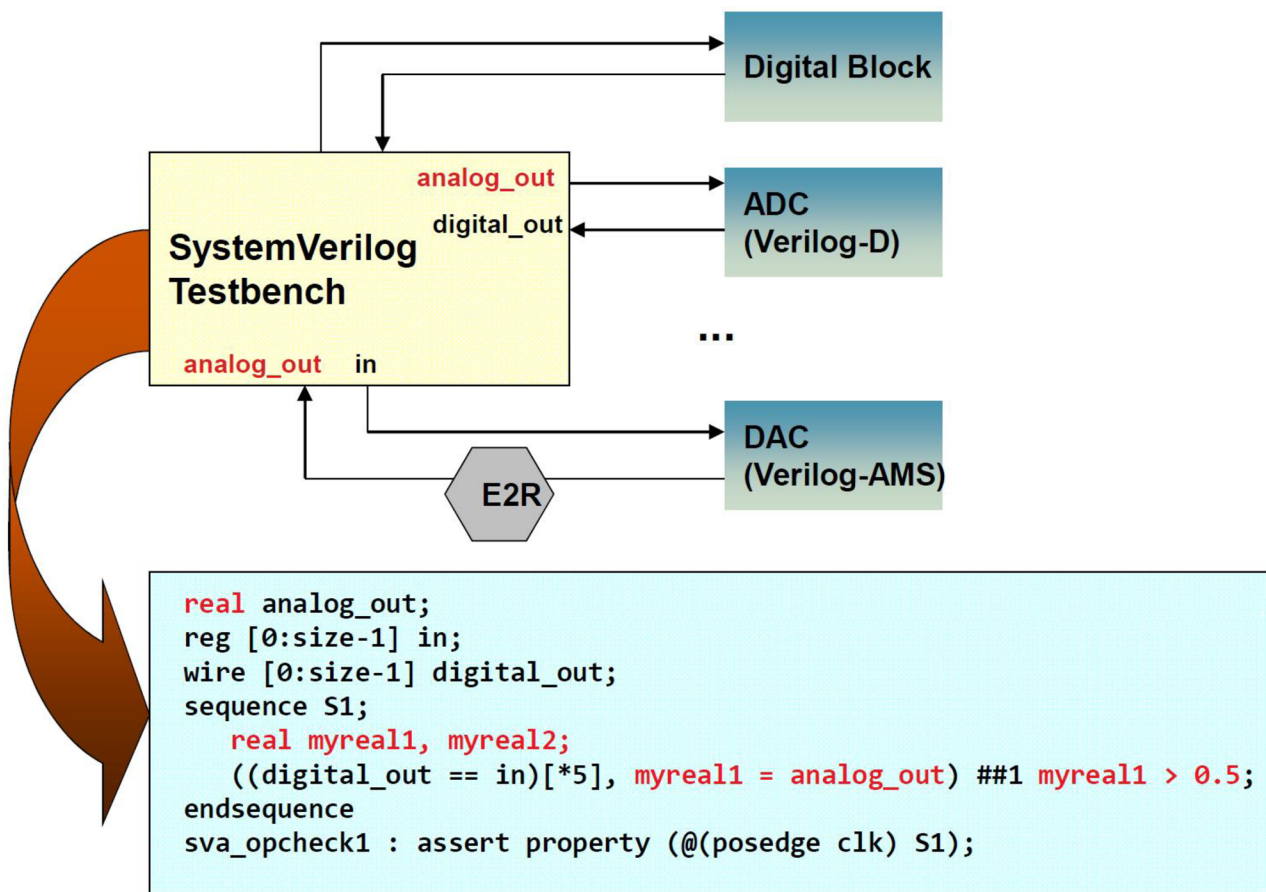 Digital Block
analog_out
digital_out
ADC
(Verilog-D)
SystemVerilog
Testbench
...
analog_out in
DAC
(Verilog-AMS)
E2R
real analog_out;
reg [0:size-1] in;
wire [0:size-1] digital_out;
sequence S1;
real myreal1, myreal2;
((digital_out == in)[*5], myreal1 = analog_out) ##1 myreal1 > 0.5;
endsequence
sva_opcheck1 : assert property (@(posedge clk) S1);